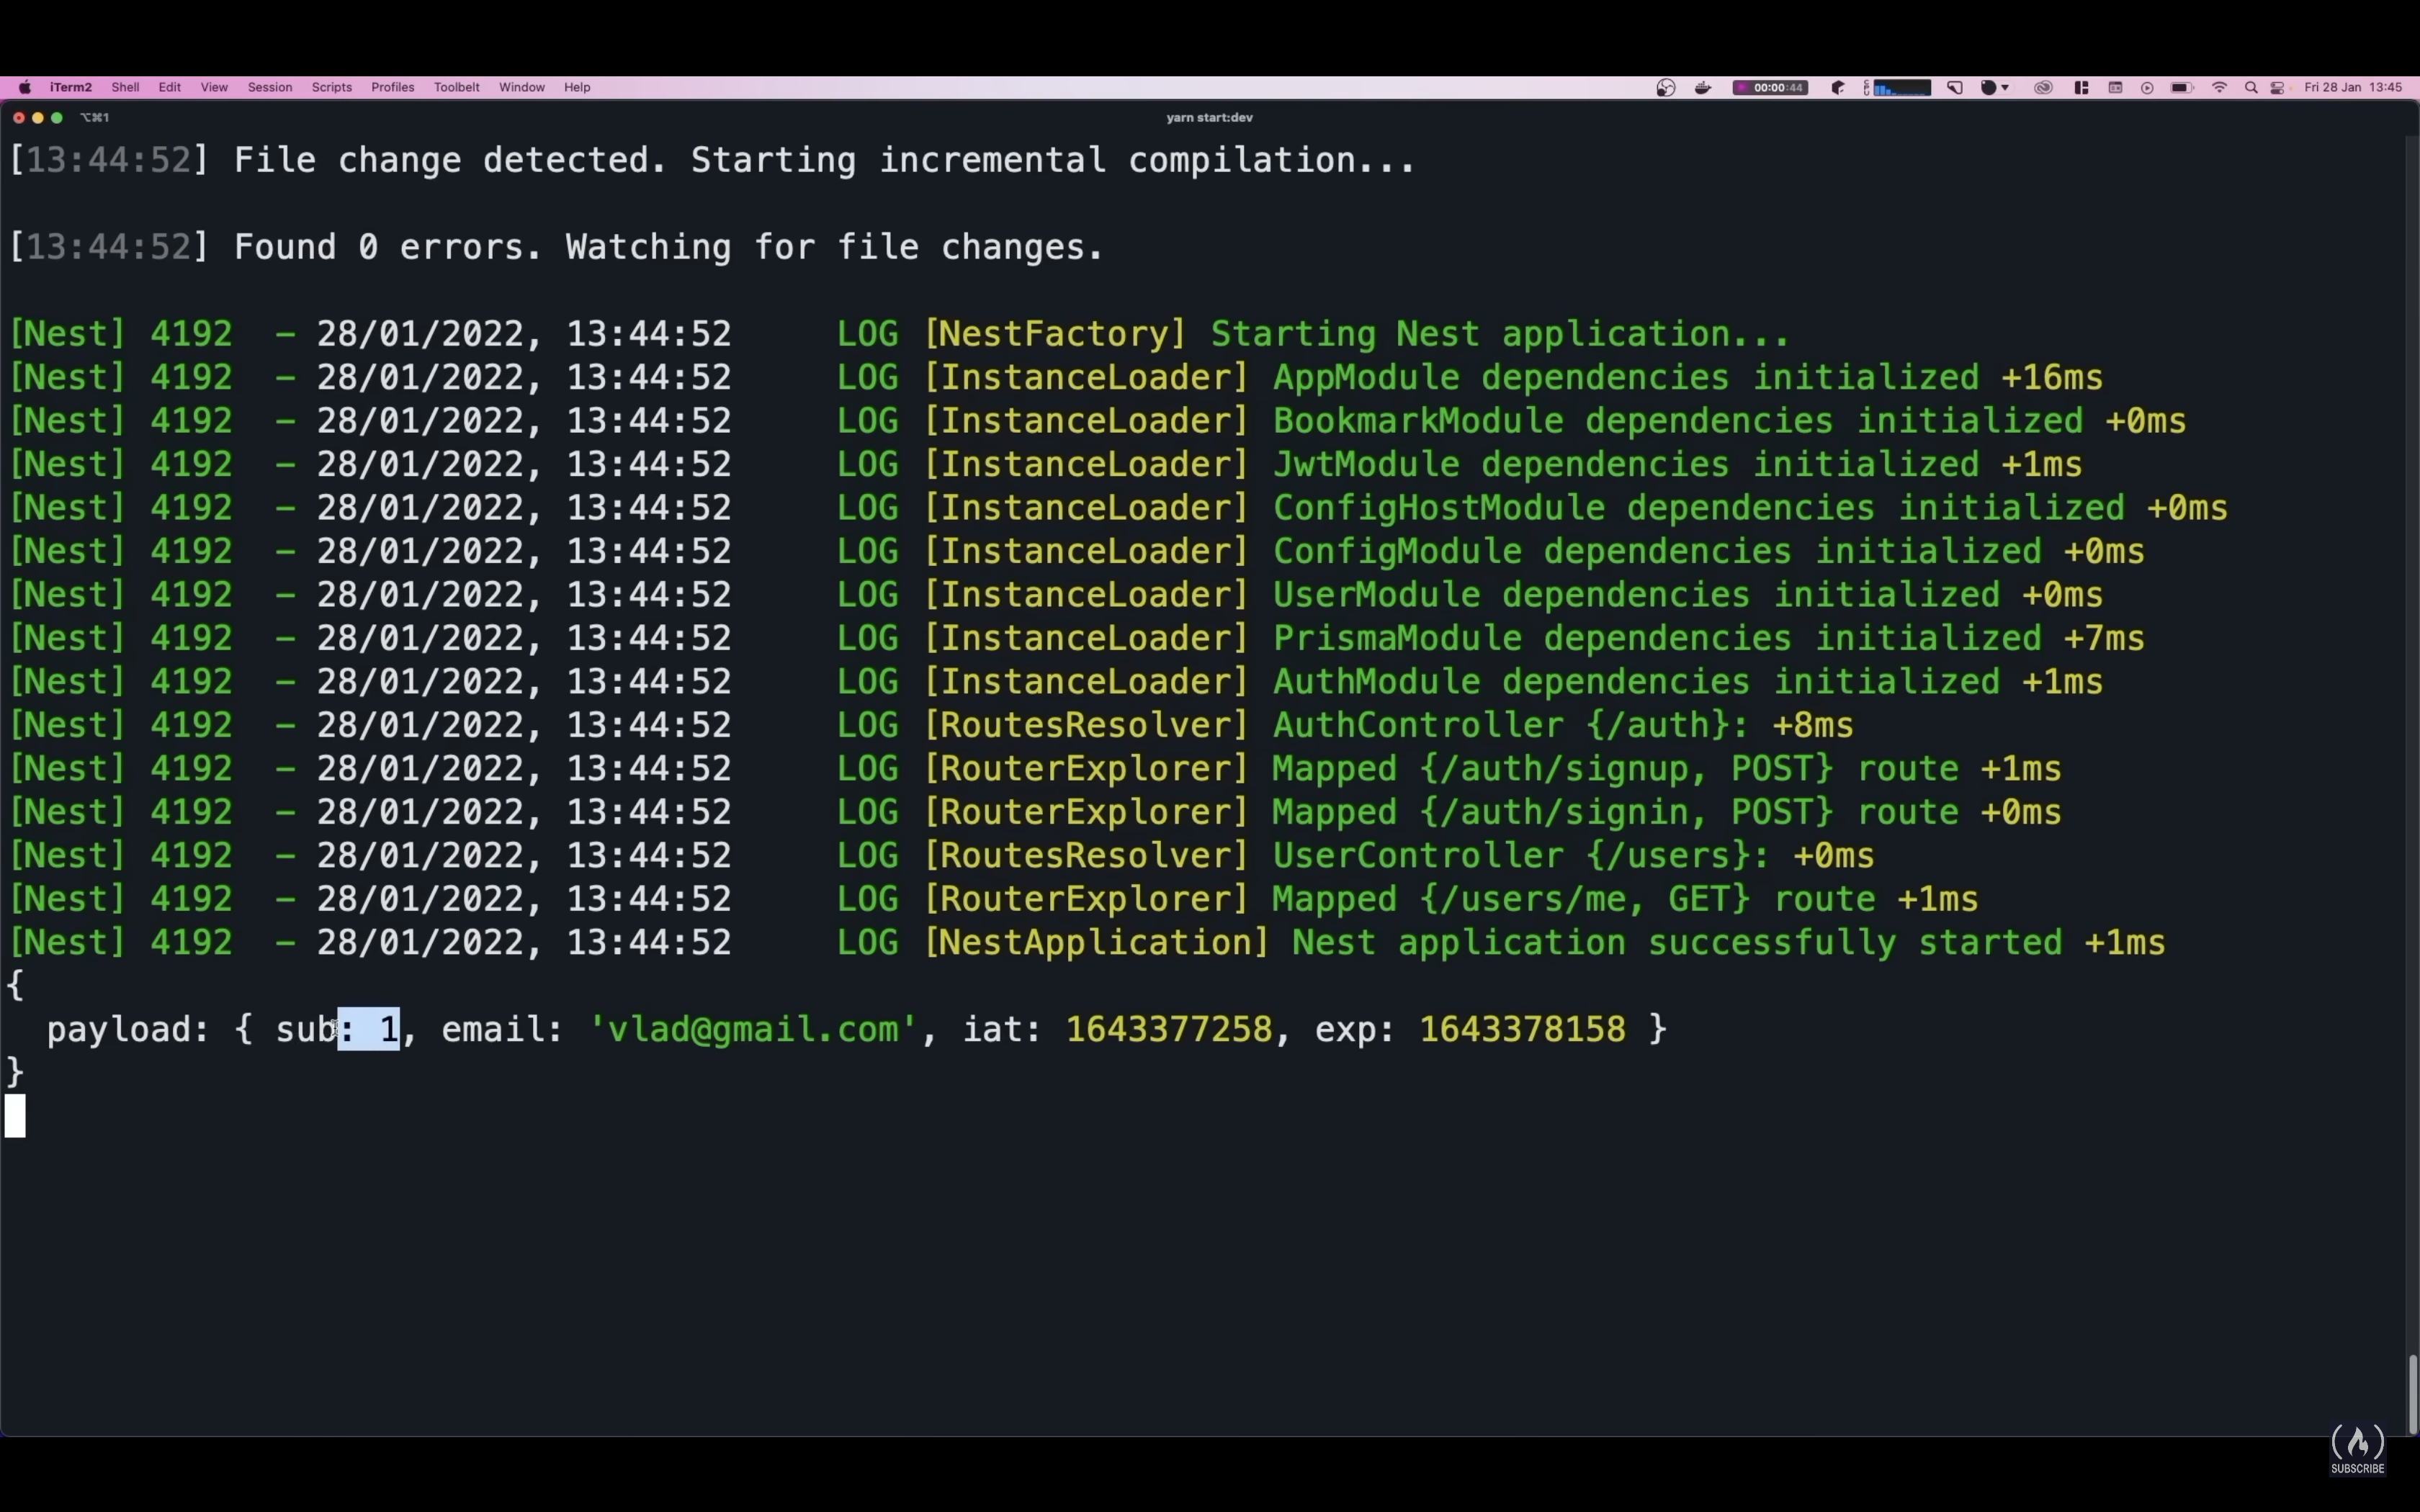 iTerm2 Shell Edit View Session Scripts Profiles Toolbelt Window Help 00:00:44 Fri 28 Jan 13:45
⌥⌘1 yarn start:dev
[13:44:52] File change detected. Starting incremental compilation...
[13:44:52] Found 0 errors. Watching for file changes.
[Nest] 4192  - 28/01/2022, 13:44:52     LOG [NestFactory] Starting Nest application...
[Nest] 4192  - 28/01/2022, 13:44:52     LOG [InstanceLoader] AppModule dependencies initialized +16ms
[Nest] 4192  - 28/01/2022, 13:44:52     LOG [InstanceLoader] BookmarkModule dependencies initialized +0ms
[Nest] 4192  - 28/01/2022, 13:44:52     LOG [InstanceLoader] JwtModule dependencies initialized +1ms
[Nest] 4192  - 28/01/2022, 13:44:52     LOG [InstanceLoader] ConfigHostModule dependencies initialized +0ms
[Nest] 4192  - 28/01/2022, 13:44:52     LOG [InstanceLoader] ConfigModule dependencies initialized +0ms
[Nest] 4192  - 28/01/2022, 13:44:52     LOG [InstanceLoader] UserModule dependencies initialized +0ms
[Nest] 4192  - 28/01/2022, 13:44:52     LOG [InstanceLoader] PrismaModule dependencies initialized +7ms
[Nest] 4192  - 28/01/2022, 13:44:52     LOG [InstanceLoader] AuthModule dependencies initialized +1ms
[Nest] 4192  - 28/01/2022, 13:44:52     LOG [RoutesResolver] AuthController {/auth}: +8ms
[Nest] 4192  - 28/01/2022, 13:44:52     LOG [RouterExplorer] Mapped {/auth/signup, POST} route +1ms
[Nest] 4192  - 28/01/2022, 13:44:52     LOG [RouterExplorer] Mapped {/auth/signin, POST} route +0ms
[Nest] 4192  - 28/01/2022, 13:44:52     LOG [RoutesResolver] UserController {/users}: +0ms
[Nest] 4192  - 28/01/2022, 13:44:52     LOG [RouterExplorer] Mapped {/users/me, GET} route +1ms
[Nest] 4192  - 28/01/2022, 13:44:52     LOG [NestApplication] Nest application successfully started +1ms
{
  payload: { sub: 1, email: 'vlad@gmail.com', iat: 1643377258, exp: 1643378158 }
}
SUBSCRIBE